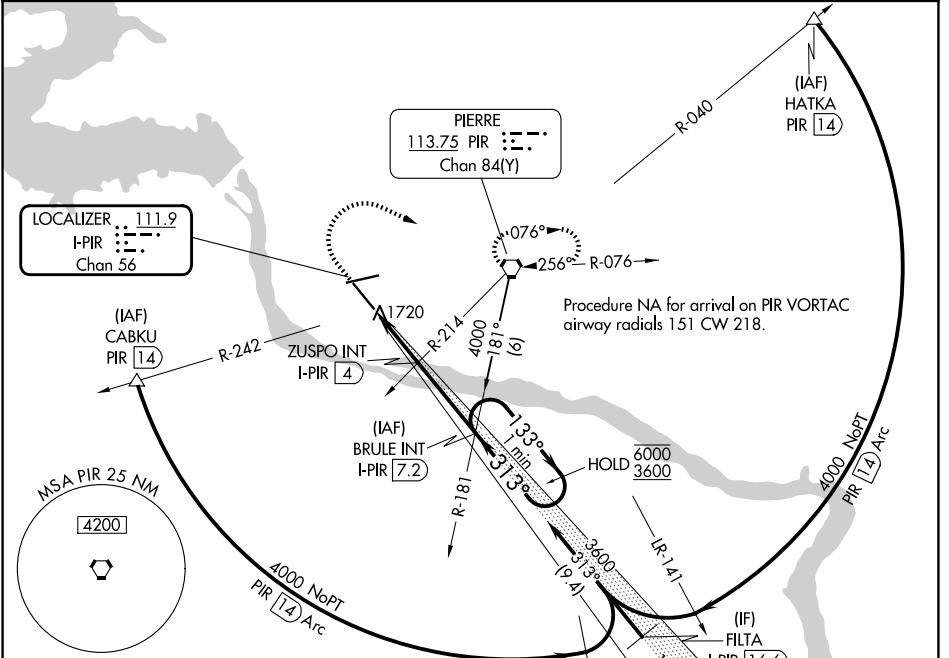 (IAF)
HATKA
PIR 14
R-040
PIERRE
113.75 PIR
Chan 84(Y)
LOCALIZER 111.9
I-PIR
Chan 56
076°
256° R-076
1720
Procedure NA for arrival on PIR VORTAC
airway radials 151 CW 218.
(IAF)
CABKU
PIR 14
R-242
R-214
4000
181°
(6)
ZUSPO INT
I-PIR 4
(IAF)
BRULE INT
I-PIR 7.2
133°
1 min
313°
HOLD 6000
3600
R-181
4000 NoPT
PIR 14 Arc
MSA PIR 25 NM
4200
4000 NoPT
PIR 14 Arc
3600
313°
(9.4)
LR-141
(IF)
FILTA
I-PIR 16.6